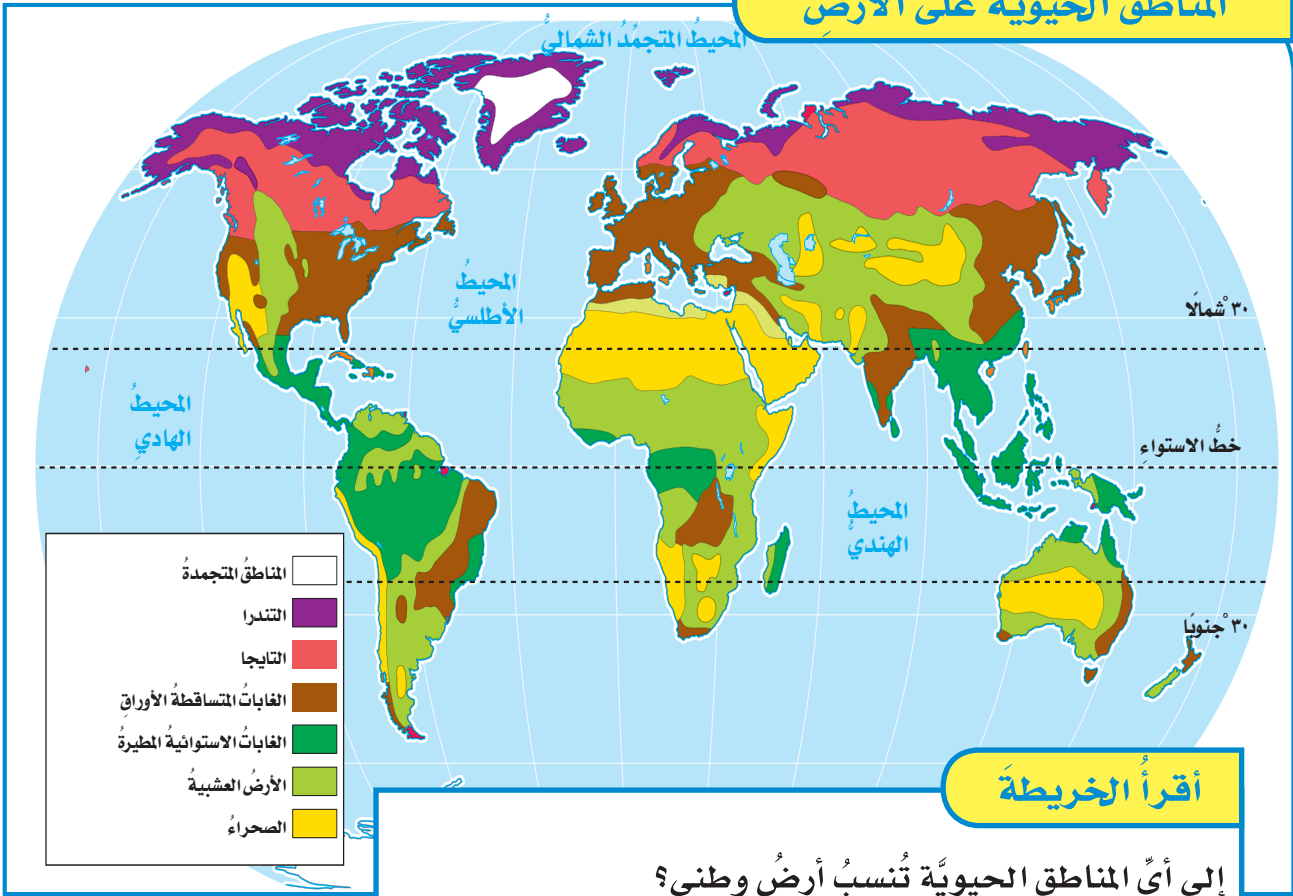 المناطقُ الحيويَّةُ على الأرضِ
المحيطُ المتجمِّدُ الشماليُّ
المحيطُ
الأطلسيُّ
٣٠ ْ شمالًا
المحيطُ
الهادي
خطُّ الاستواءِ
المحيطُ
الهنديُّ
٣٠ ْ جنوبًا
المناطقُ المتجمدةُ
التندرا
التايجا
الغاباتُ المتساقطةُ الأوراقِ
الغاباتُ الاستوائيةُ المطيرةُ
الأرضُ العشبيةُ
الصحراءُ
أقرأُ الخريطةَ
إلى أيِّ المناطقِ الحيويَّةِ تُنسبُ أرضُ وطني؟